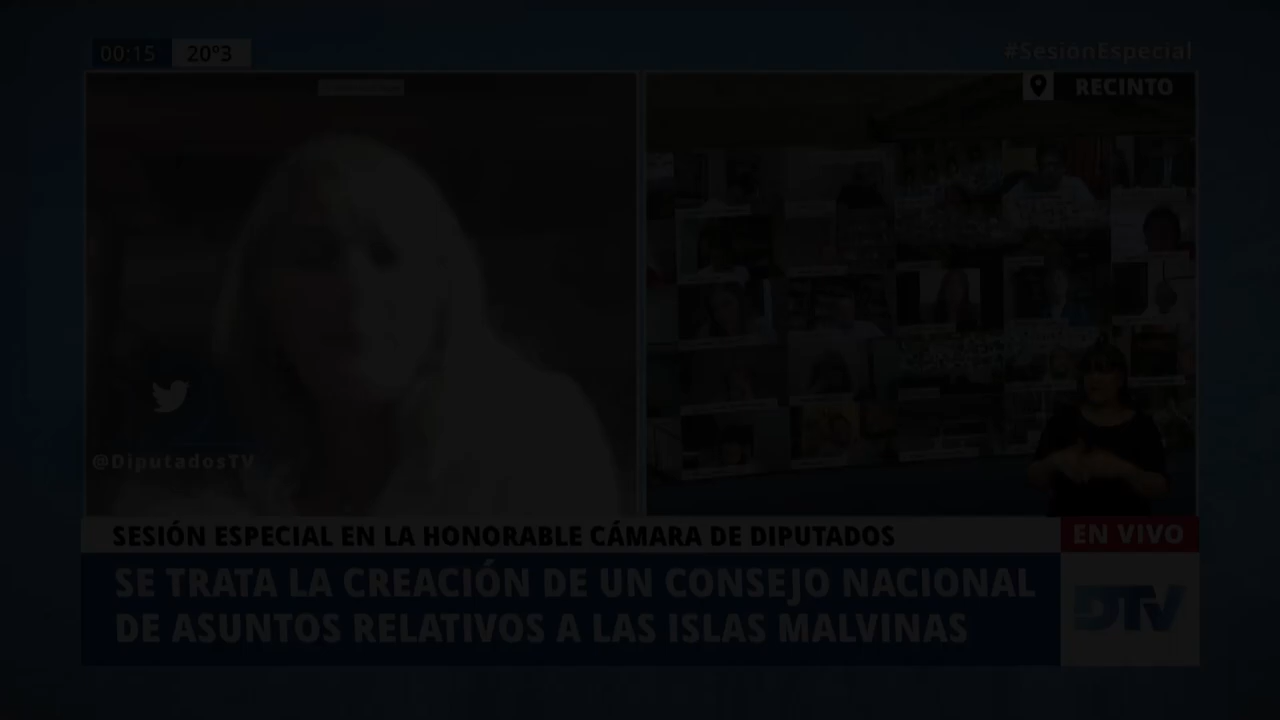 00:15 20°3
#SesionEspecial
RECINTO
@DiputadosTV
SESIÓN ESPECIAL EN LA HONORABLE CÁMARA DE DIPUTADOS
EN VIVO
SE TRATA LA CREACIÓN DE UN CONSEJO NACIONAL
DE ASUNTOS RELATIVOS A LAS ISLAS MALVINAS
DTV